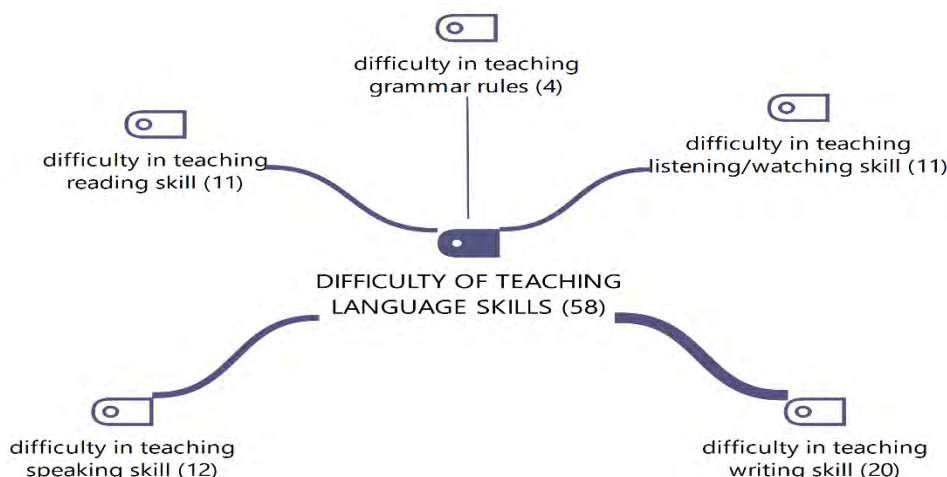 difficulty in teaching
grammar rules (4)
difficulty in teaching
reading skill (11)
difficulty in teaching
listening/watching skill (11)
DIFFICULTY OF TEACHING
LANGUAGE SKILLS (58)
difficulty in teaching
speaking skill (12)
difficulty in teaching
writing skill (20)